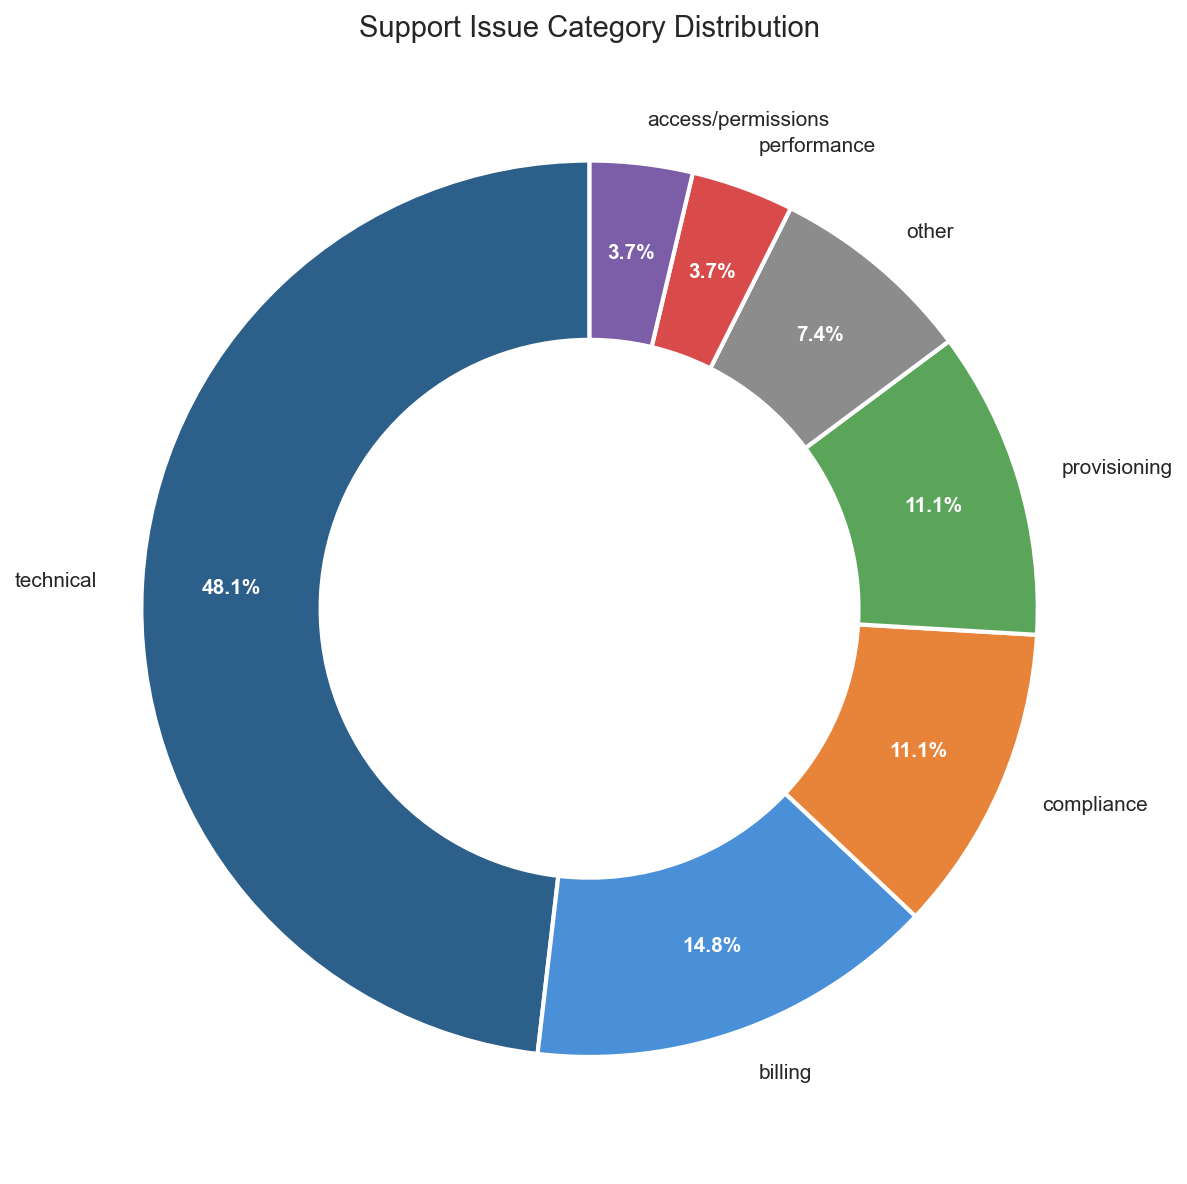 Support Issue Category Distribution
access/permissions
performance
other
3.7%
3.7%
7.4%
provisioning
11.1%
technical
48.1%
11.1%
compliance
14.8%
billing